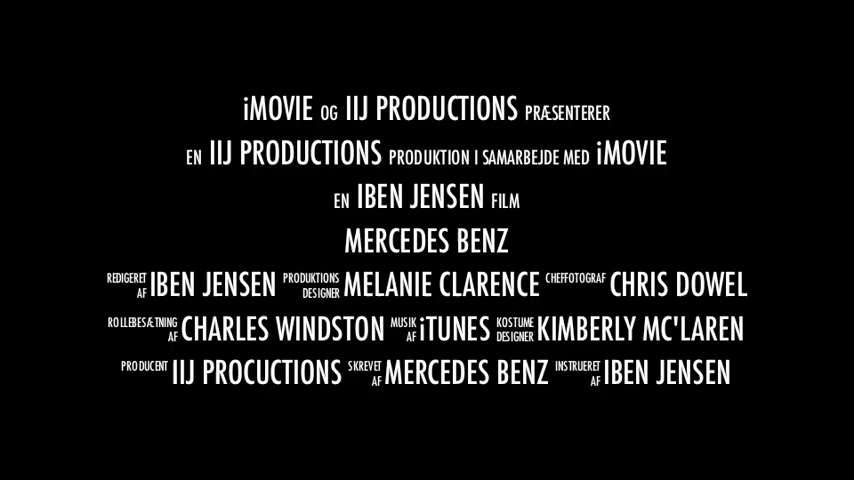 iMOVIE OG IIJ PRODUCTIONS PRÆSENTERER
EN IIJ PRODUCTIONS PRODUKTION I SAMARBEJDE MED iMOVIE
EN IBEN JENSEN FILM
MERCEDES BENZ
REDIGERET AF IBEN JENSEN PRODUKTIONS DESIGNER MELANIE CLARENCE CHEFFOTOGRAF CHRIS DOWEL
ROLLEBESÆTNING AF CHARLES WINDSTON MUSIK AF iTUNES KOSTUME DESIGNER KIMBERLY MC'LAREN
PRODUCENT IIJ PROCUCTIONS SKREVET AF MERCEDES BENZ INSTRUERET AF IBEN JENSEN